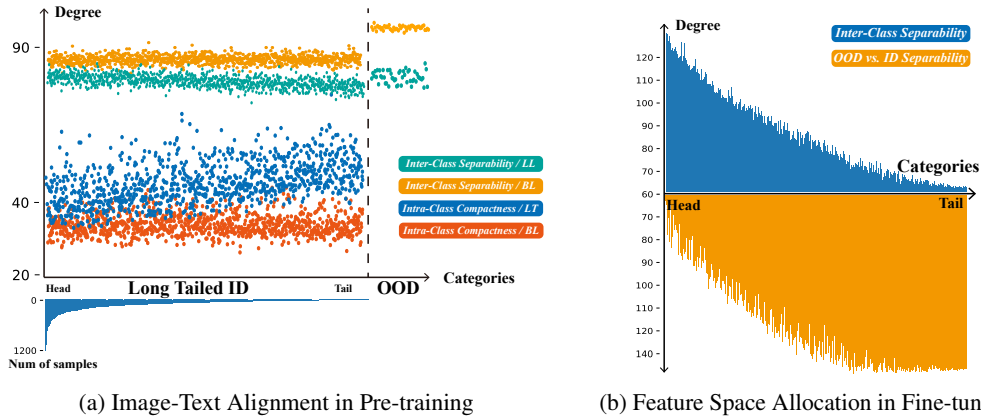 Degree
90
40
20
Inter-Class Separability / LL
Inter-Class Separability / BL
Intra-Class Compactness / LT
Intra-Class Compactness / BL
Categories
Head
Long Tailed ID
Tail
OOD
0
1200
Num of samples
(a) Image-Text Alignment in Pre-training
Degree
Inter-Class Separability
OOD vs. ID Separability
120
110
100
90
80
70
60
Categories
Head
Tail
70
80
90
100
110
120
130
140
(b) Feature Space Allocation in Fine-tun